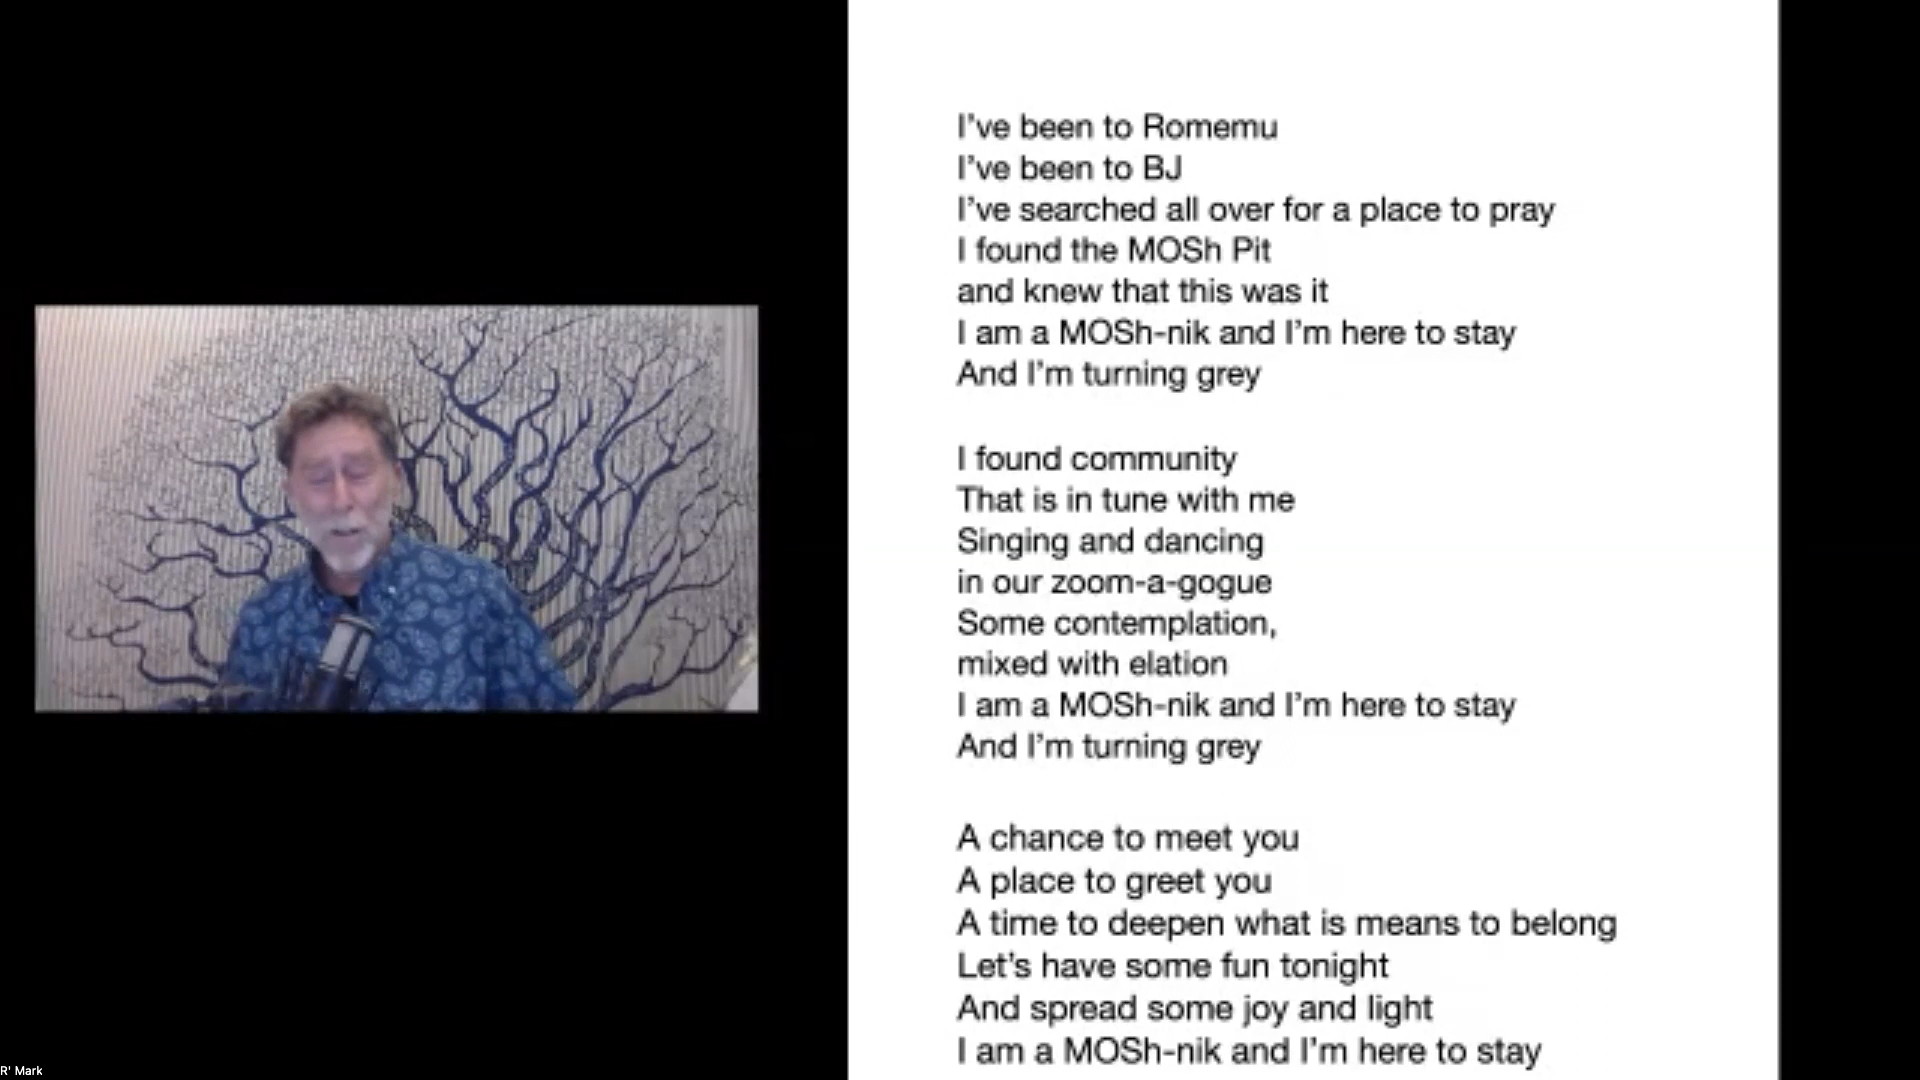 I've been to Romemu
I've been to BJ
I've searched all over for a place to pray
I found the MOSh Pit
and knew that this was it
I am a MOSh-nik and I'm here to stay
And I'm turning grey
I found community
That is in tune with me
Singing and dancing
in our zoom-a-gogue
Some contemplation,
mixed with elation
I am a MOSh-nik and I'm here to stay
And I'm turning grey
A chance to meet you
A place to greet you
A time to deepen what is means to belong
Let's have some fun tonight
And spread some joy and light
I am a MOSh-nik and I'm here to stay
R' Mark